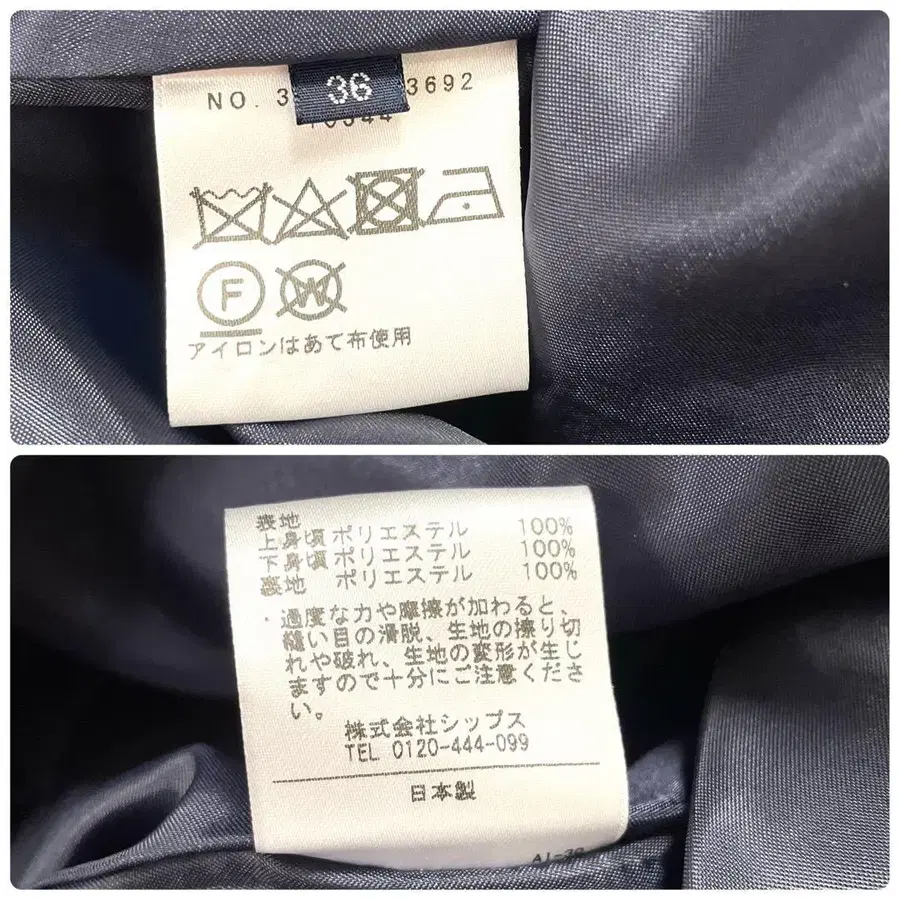 NO. 3
36
3692
F
W
アイロンはあて布使用
表地
上身頃 ポリエステル 100%
下身頃 ポリエステル 100%
裏地 ポリエステル 100%
・過度な力や摩擦が加わると、
縫い目の滑脱、生地の擦り切
れや破れ、生地の変形が生じ
ますので十分にご注意くださ
い。
株式会社シップス
TEL 0120-444-099
日本製